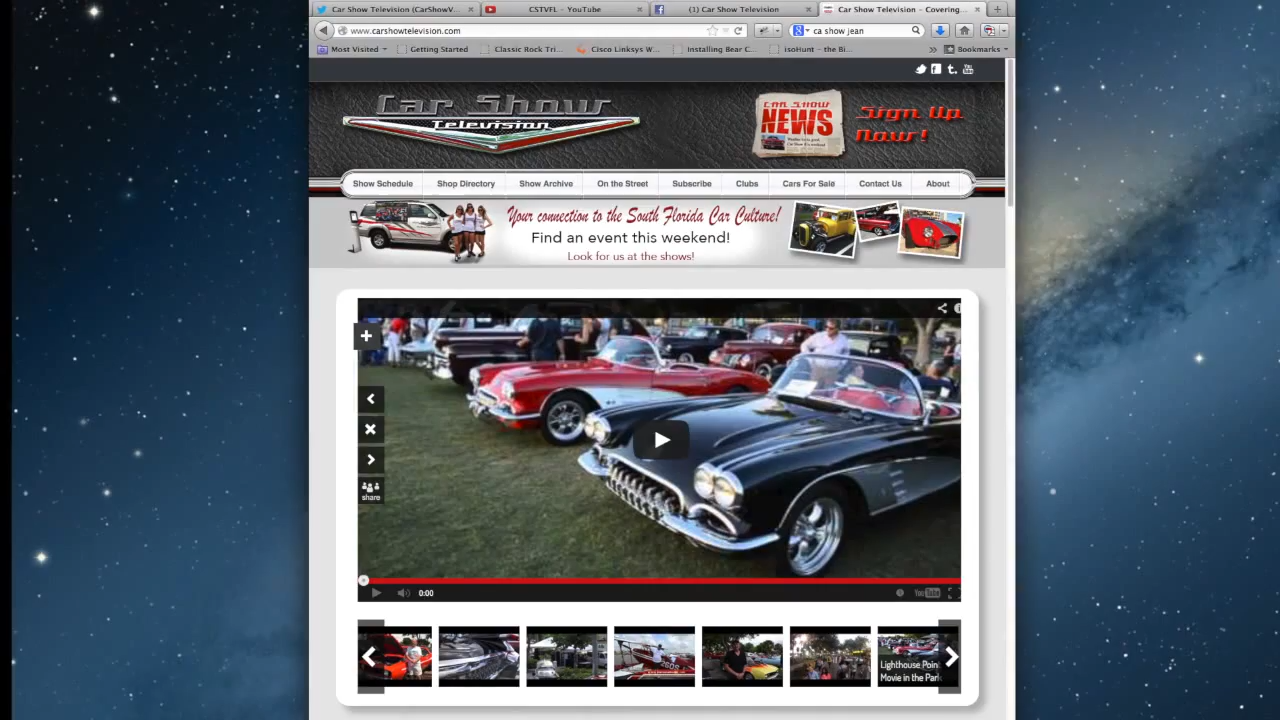 Car Show Television (CarShowV...
CSTVFL - YouTube
(1) Car Show Television
Car Show Television – Covering...
www.carshowtelevision.com
ca show jean
Most Visited
Getting Started
Classic Rock Tri...
Cisco Linksys W...
Installing Bear C...
isoHunt - the Bi...
Bookmarks
Car Show
Television
CAR SHOW
NEWS
Sign Up
Now!
Show Schedule
Shop Directory
Show Archive
On the Street
Subscribe
Clubs
Cars For Sale
Contact Us
About
Your connection to the South Florida Car Culture!
Find an event this weekend!
Look for us at the shows!
share
0:00
YouTube
Lighthouse Poin
Movie in the Park